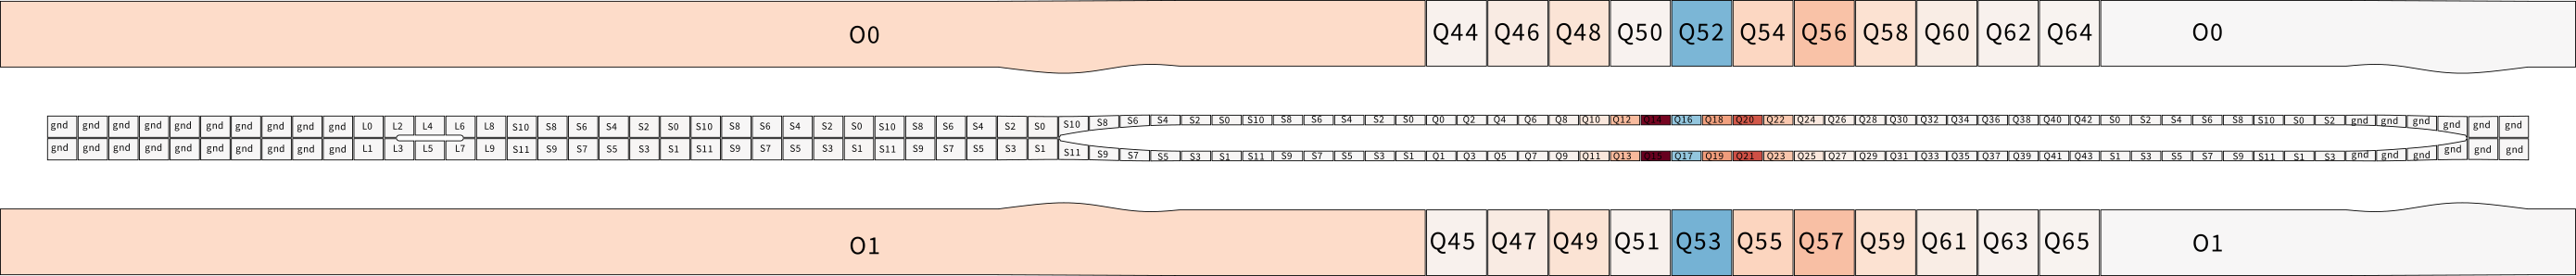 O0 Q44 Q46 Q48 Q50 Q52 Q54 Q56 Q58 Q60 Q62 Q64 O0
gnd gnd gnd gnd gnd gnd gnd gnd gnd gnd L0 L2 L4 L6 L8 S10 S8 S6 S4 S2 S0 S10 S8 S6 S4 S2 S0 S10 S8 S6 S4 S2 S0 S10 S8 S6 S4 S2 S0 S10 S8 S6 S4 S2 S0 Q0 Q2 Q4 Q6 Q8 Q10 Q12 Q14 Q16 Q18 Q20 Q22 Q24 Q26 Q28 Q30 Q32 Q34 Q36 Q38 Q40 Q42 S0 S2 S4 S6 S8 S10 S0 S2 gnd gnd gnd gnd gnd gnd
gnd gnd gnd gnd gnd gnd gnd gnd gnd gnd L1 L3 L5 L7 L9 S11 S9 S7 S5 S3 S1 S11 S9 S7 S5 S3 S1 S11 S9 S7 S5 S3 S1 S11 S9 S7 S5 S3 S1 S11 S9 S7 S5 S3 S1 Q1 Q3 Q5 Q7 Q9 Q11 Q13 Q15 Q17 Q19 Q21 Q23 Q25 Q27 Q29 Q31 Q33 Q35 Q37 Q39 Q41 Q43 S1 S3 S5 S7 S9 S11 S1 S3 gnd gnd gnd gnd gnd gnd
O1 Q45 Q47 Q49 Q51 Q53 Q55 Q57 Q59 Q61 Q63 Q65 O1